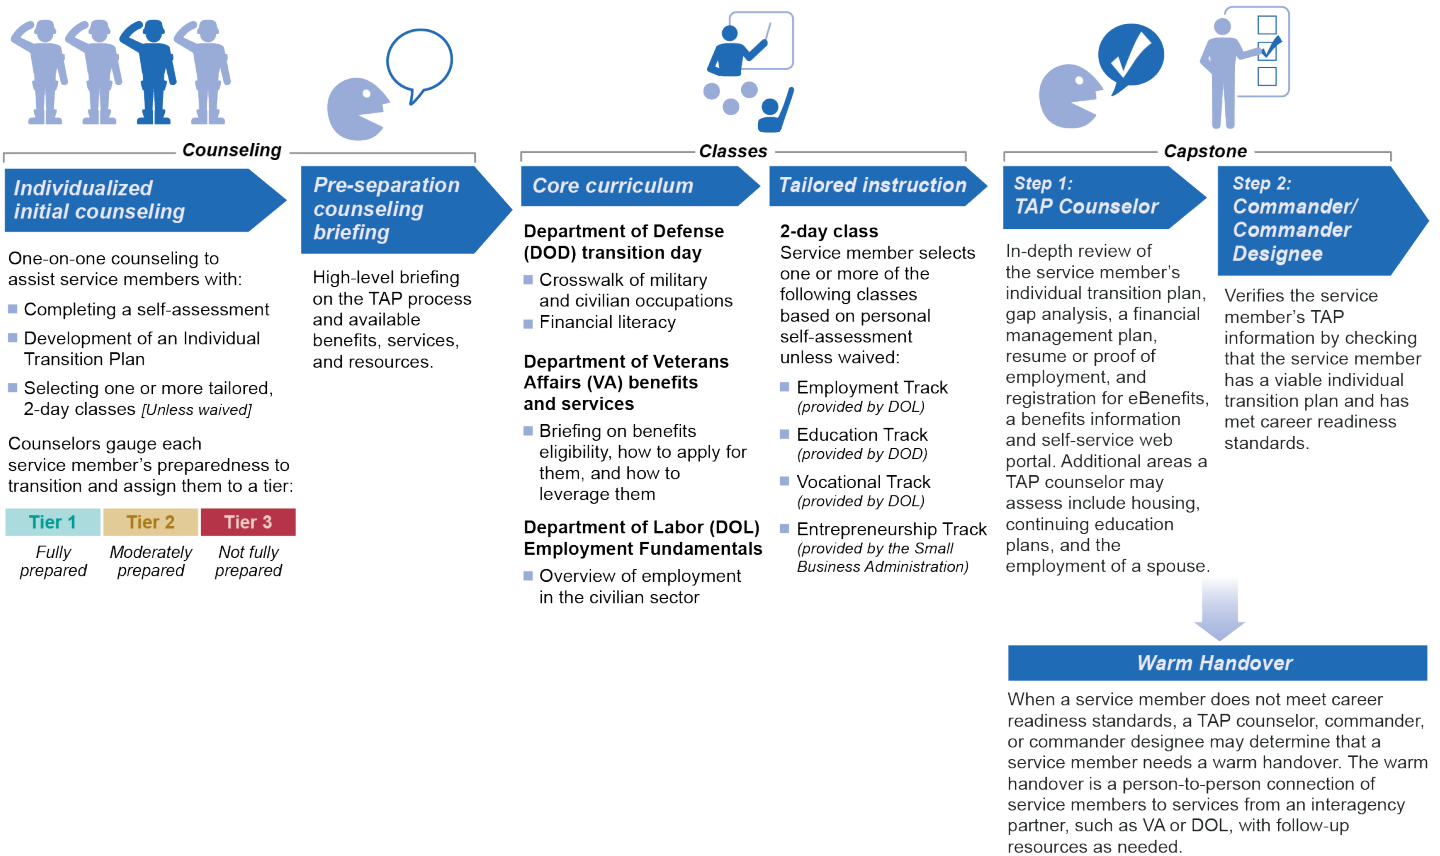 Counseling
Individualized
initial counseling
One-on-one counseling to
assist service members with:
Completing a self-assessment
Development of an Individual
Transition Plan
Selecting one or more tailored,
2-day classes [Unless waived]
Counselors gauge each
service member's preparedness to
transition and assign them to a tier:
Tier 1
Tier 2
Tier 3
Fully
prepared
Moderately
prepared
Not fully
prepared
Pre-separation
counseling
briefing
High-level briefing
on the TAP process
and available
benefits, services,
and resources.
Classes
Core curriculum
Department of Defense
(DOD) transition day
Crosswalk of military
and civilian occupations
Financial literacy
Department of Veterans
Affairs (VA) benefits
and services
Briefing on benefits
eligibility, how to apply for
them, and how to
leverage them
Department of Labor (DOL)
Employment Fundamentals
Overview of employment
in the civilian sector
Tailored instruction
2-day class
Service member selects
one or more of the
following classes
based on personal
self-assessment
unless waived:
Employment Track
(provided by DOL)
Education Track
(provided by DOD)
Vocational Track
(provided by DOL)
Entrepreneurship Track
(provided by the Small
Business Administration)
Capstone
Step 1:
TAP Counselor
In-depth review of
the service member's
individual transition plan,
gap analysis, a financial
management plan,
resume or proof of
employment, and
registration for eBenefits,
a benefits information
and self-service web
portal. Additional areas a
TAP counselor may
assess include housing,
continuing education
plans, and the
employment of a spouse.
Step 2:
Commander/
Commander
Designee
Verifies the service
member's TAP
information by checking
that the service member
has a viable individual
transition plan and has
met career readiness
standards.
Warm Handover
When a service member does not meet career
readiness standards, a TAP counselor, commander,
or commander designee may determine that a
service member needs a warm handover. The warm
handover is a person-to-person connection of
service members to services from an interagency
partner, such as VA or DOL, with follow-up
resources as needed.